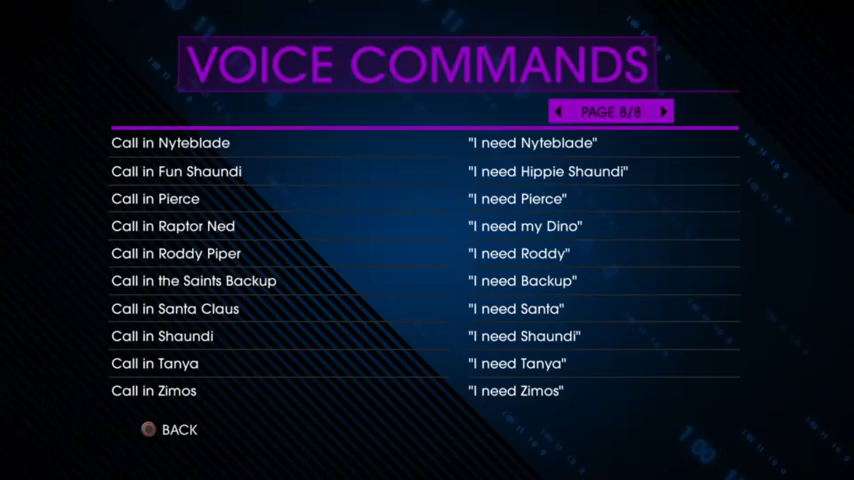 VOICE COMMANDS
PAGE 8/8
Call in Nyteblade "I need Nyteblade"
Call in Fun Shaundi "I need Hippie Shaundi"
Call in Pierce "I need Pierce"
Call in Raptor Ned "I need my Dino"
Call in Roddy Piper "I need Roddy"
Call in the Saints Backup "I need Backup"
Call in Santa Claus "I need Santa"
Call in Shaundi "I need Shaundi"
Call in Tanya "I need Tanya"
Call in Zimos "I need Zimos"
BACK